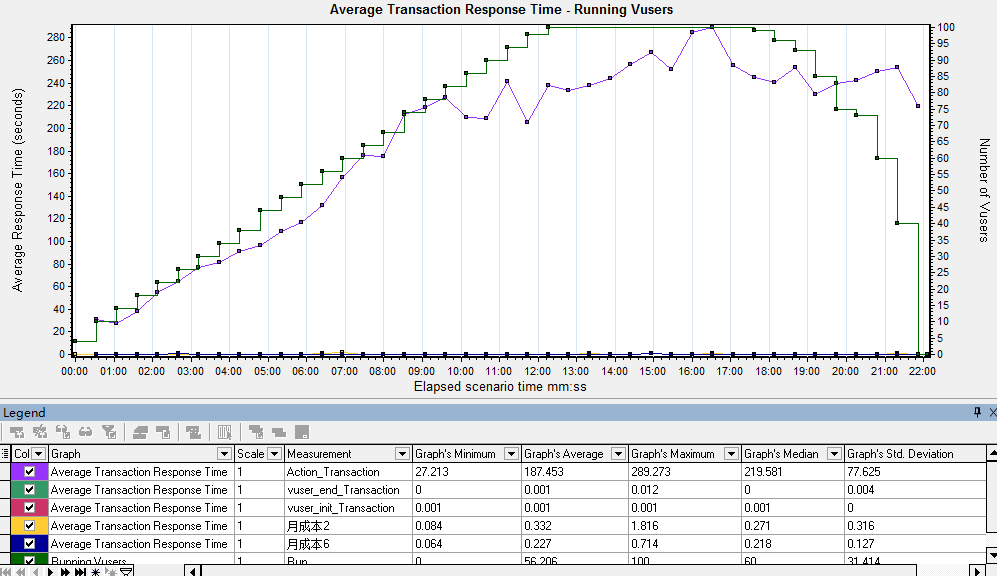 Average Transaction Response Time - Running Vusers
Average Response Time (seconds)
280
260
240
220
200
180
160
140
120
100
80
60
40
20
0
100
95
90
85
80
75
70
65
60
55
50
45
40
35
30
25
20
15
10
5
0
Number of Vusers
00:00 01:00 02:00 03:00 04:00 05:00 06:00 07:00 08:00 09:00 10:00 11:00 12:00 13:00 14:00 15:00 16:00 17:00 18:00 19:00 20:00 21:00 22:00
Elapsed scenario time mm:ss
Legend
Col Graph Scale Measurement Graph's Minimum Graph's Average Graph's Maximum Graph's Median Graph's Std. Deviation
Average Transaction Response Time 1 Action_Transaction 27.213 187.453 289.273 219.581 77.625
Average Transaction Response Time 1 vuser_end_Transaction 0 0.001 0.012 0 0.004
Average Transaction Response Time 1 vuser_init_Transaction 0.001 0.001 0.001 0.001 0
Average Transaction Response Time 1 月成本2 0.084 0.332 1.816 0.271 0.316
Average Transaction Response Time 1 月成本6 0.064 0.227 0.714 0.218 0.127
Running Vusers 1 Run 0 56.206 100 60 31.414